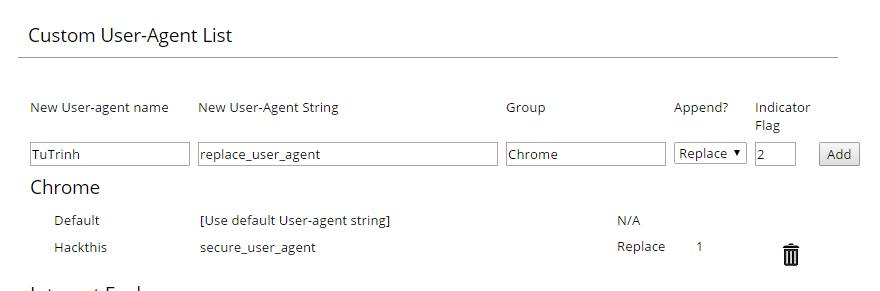 Custom User-Agent List
New User-agent name New User-Agent String Group Append? Indicator Flag
TuTrinh replace_user_agent Chrome Replace 2 Add
Chrome
Default [Use default User-agent string] N/A
Hackthis secure_user_agent Replace 1